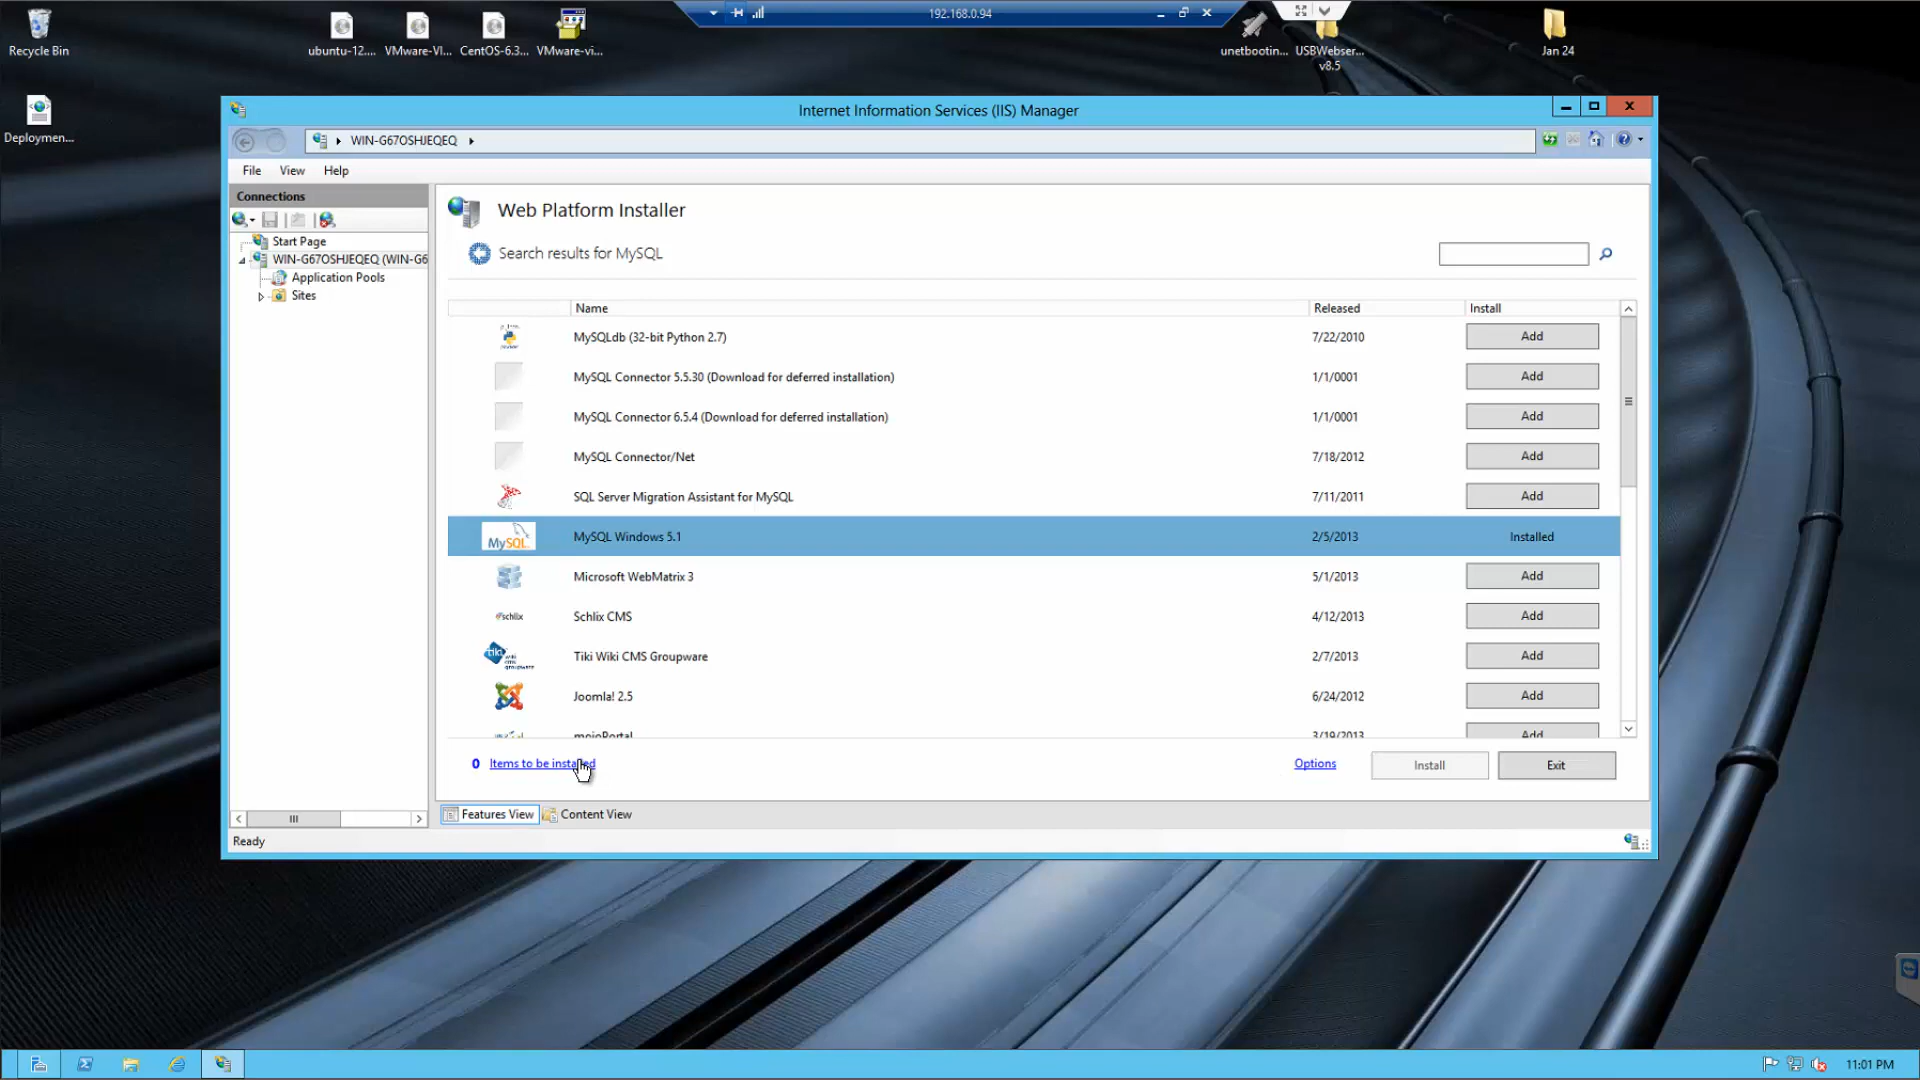 192.168.0.94
Recycle Bin
ubuntu-12....
VMware-VI...
CentOS-6.3...
VMware-vi...
unetbootin...
USBWebser... v8.5
Jan 24
Deploymen...
Internet Information Services (IIS) Manager
WIN-G67OSHJEQEQ
File View Help
Connections
Start Page
WIN-G67OSHJEQEQ (WIN-G6
Application Pools
Sites
Web Platform Installer
Search results for MySQL
Name Released Install
MySQLdb (32-bit Python 2.7) 7/22/2010 Add
MySQL Connector 5.5.30 (Download for deferred installation) 1/1/0001 Add
MySQL Connector 6.5.4 (Download for deferred installation) 1/1/0001 Add
MySQL Connector/Net 7/18/2012 Add
SQL Server Migration Assistant for MySQL 7/11/2011 Add
MySQL MySQL Windows 5.1 2/5/2013 Installed
Microsoft WebMatrix 3 5/1/2013 Add
schlix Schlix CMS 4/12/2013 Add
tiki Tiki Wiki CMS Groupware 2/7/2013 Add
Joomla! 2.5 6/24/2012 Add
mojoPortal 3/19/2013 Add
0 Items to be installed Options Install Exit
Features View Content View
Ready
11:01 PM